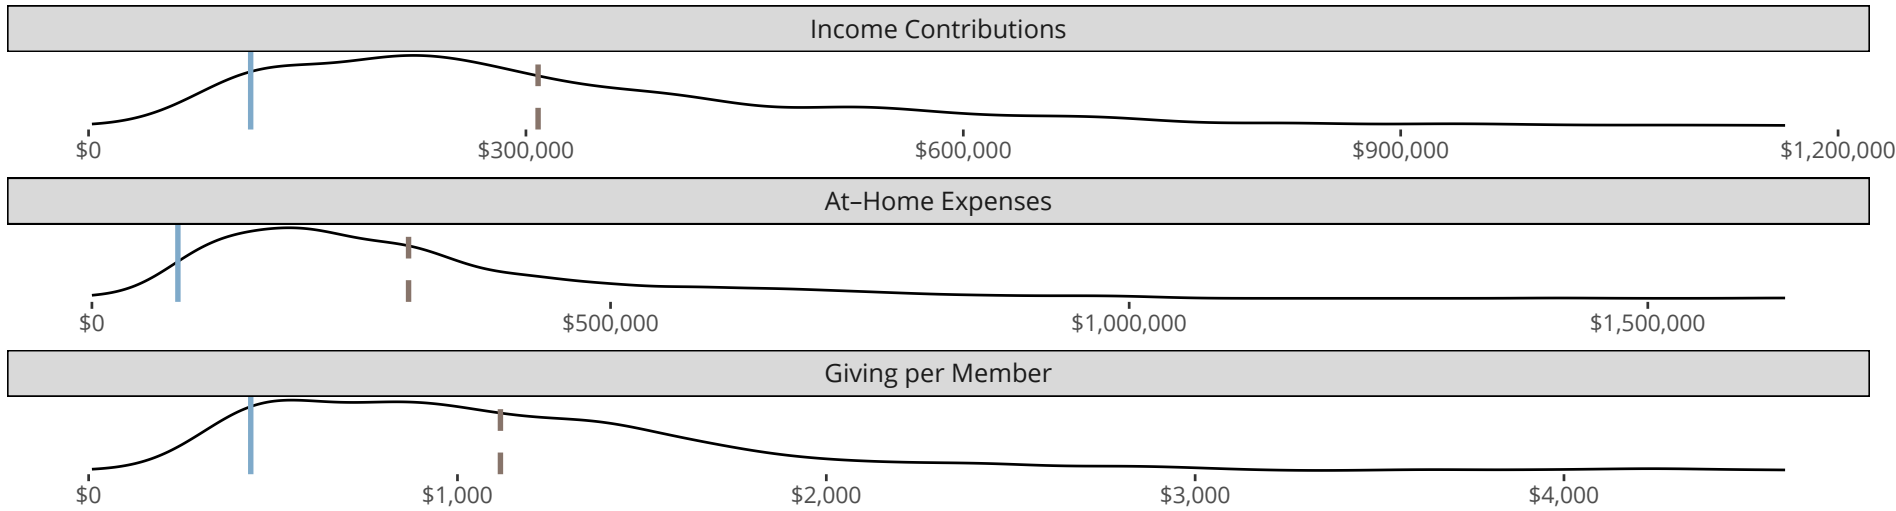 Income Contributions
$0 $300,000 $600,000 $900,000 $1,200,000
At–Home Expenses
$0 $500,000 $1,000,000 $1,500,000
Giving per Member
$0 $1,000 $2,000 $3,000 $4,000